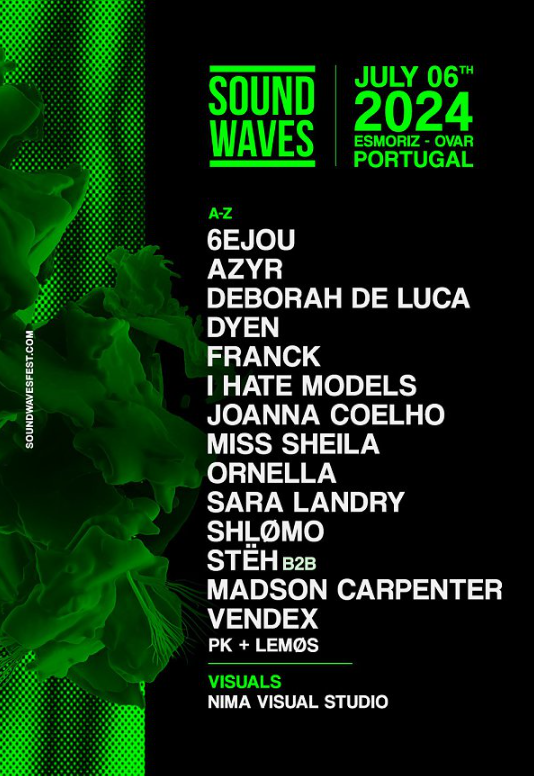 SOUND
WAVES
JULY 06TH
2024
ESMORIZ - OVAR
PORTUGAL
A-Z
6EJOU
AZYR
DEBORAH DE LUCA
DYEN
FRANCK
I HATE MODELS
JOANNA COELHO
MISS SHEILA
ORNELLA
SARA LANDRY
SHLØMO
STËH B2B
MADSON CARPENTER
VENDEX
PK + LEMØS
VISUALS
NIMA VISUAL STUDIO
SOUNDWAVESFEST.COM